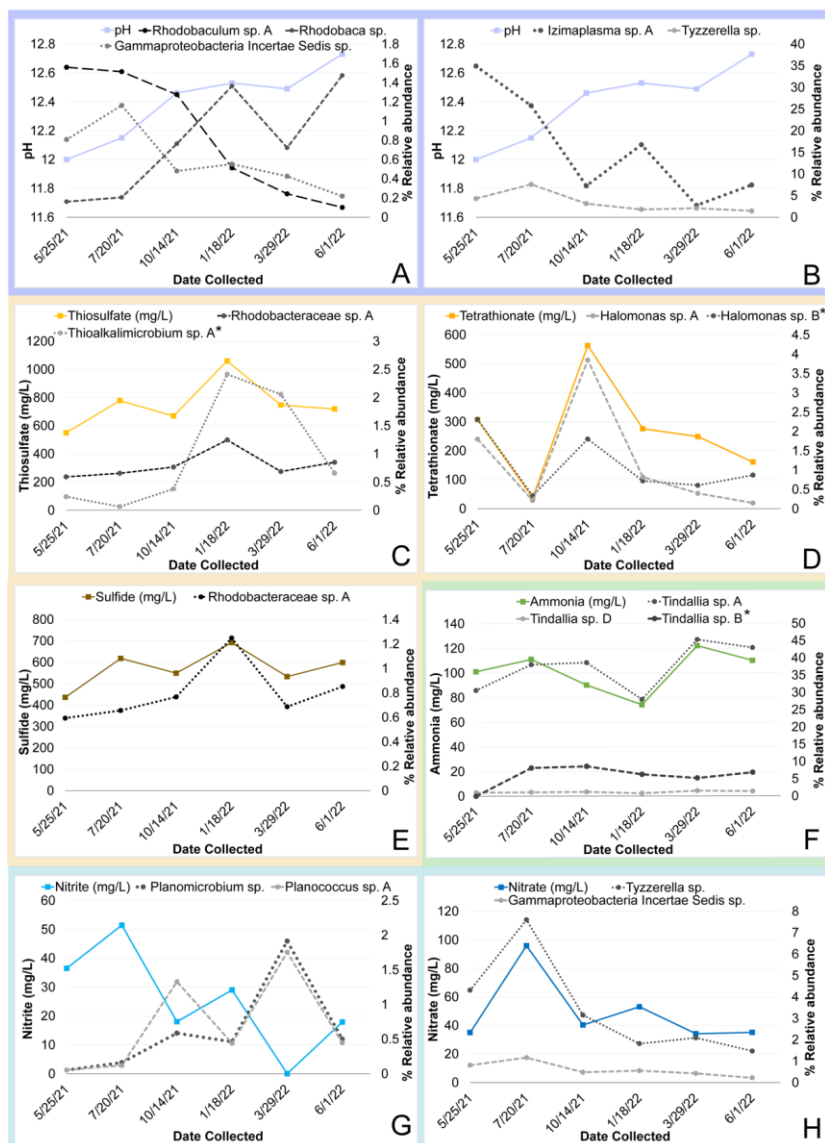 pH Rhodobaculum sp. A Rhodobaca sp.
Gammaproteobacteria Incertae Sedis sp.
12.8 1.8
12.6 1.6
12.4 1.4
12.2 1.2
12 1
11.8 0.8
11.6 0.6
0.4
0.2
0
pH
% Relative abundance
5/25/21 7/20/21 10/14/21 1/18/22 3/29/22 6/1/22
Date Collected
A
pH Izimaplasma sp. A Tyzzerella sp.
12.8 40
12.6 35
12.4 30
12.2 25
12 20
11.8 15
11.6 10
5
0
pH
% Relative abundance
5/25/21 7/20/21 10/14/21 1/18/22 3/29/22 6/1/22
Date Collected
B
Thiosulfate (mg/L) Rhodobacteraceae sp. A
Thioalkalimicrobium sp. A*
1200 3
1000 2.5
800 2
600 1.5
400 1
200 0.5
0 0
Thiosulfate (mg/L)
% Relative abundance
5/25/21 7/20/21 10/14/21 1/18/22 3/29/22 6/1/22
Date Collected
C
Tetrathionate (mg/L) Halomonas sp. A Halomonas sp. B*
600 4.5
500 4
400 3.5
300 3
200 2.5
100 2
0 1.5
1
0.5
0
Tetrathionate (mg/L)
% Relative abundance
5/25/21 7/20/21 10/14/21 1/18/22 3/29/22 6/1/22
Date Collected
D
Sulfide (mg/L) Rhodobacteraceae sp. A
800 1.4
700 1.2
600 1
500 0.8
400 0.6
300 0.4
200 0.2
100 0
0
Sulfide (mg/L)
% Relative abundance
5/25/21 7/20/21 10/14/21 1/18/22 3/29/22 6/1/22
Date Collected
E
Ammonia (mg/L) Tindallia sp. A
Tindallia sp. D Tindallia sp. B*
140 50
120 45
100 40
80 35
60 30
40 25
20 20
0 15
10
5
0
Ammonia (mg/L)
% Relative abundance
5/25/21 7/20/21 10/14/21 1/18/22 3/29/22 6/1/22
Date Collected
F
Nitrite (mg/L) Planomicrobium sp. Planococcus sp. A
60 2.5
50 2
40 1.5
30 1
20 0.5
10 0
0
Nitrite (mg/L)
% Relative abundance
5/25/21 7/20/21 10/14/21 1/18/22 3/29/22 6/1/22
Date Collected
G
Nitrate (mg/L) Tyzzerella sp.
Gammaproteobacteria Incertae Sedis sp.
120 8
100 7
80 6
60 5
40 4
20 3
0 2
1
0
Nitrate (mg/L)
% Relative abundance
5/25/21 7/20/21 10/14/21 1/18/22 3/29/22 6/1/22
Date Collected
H